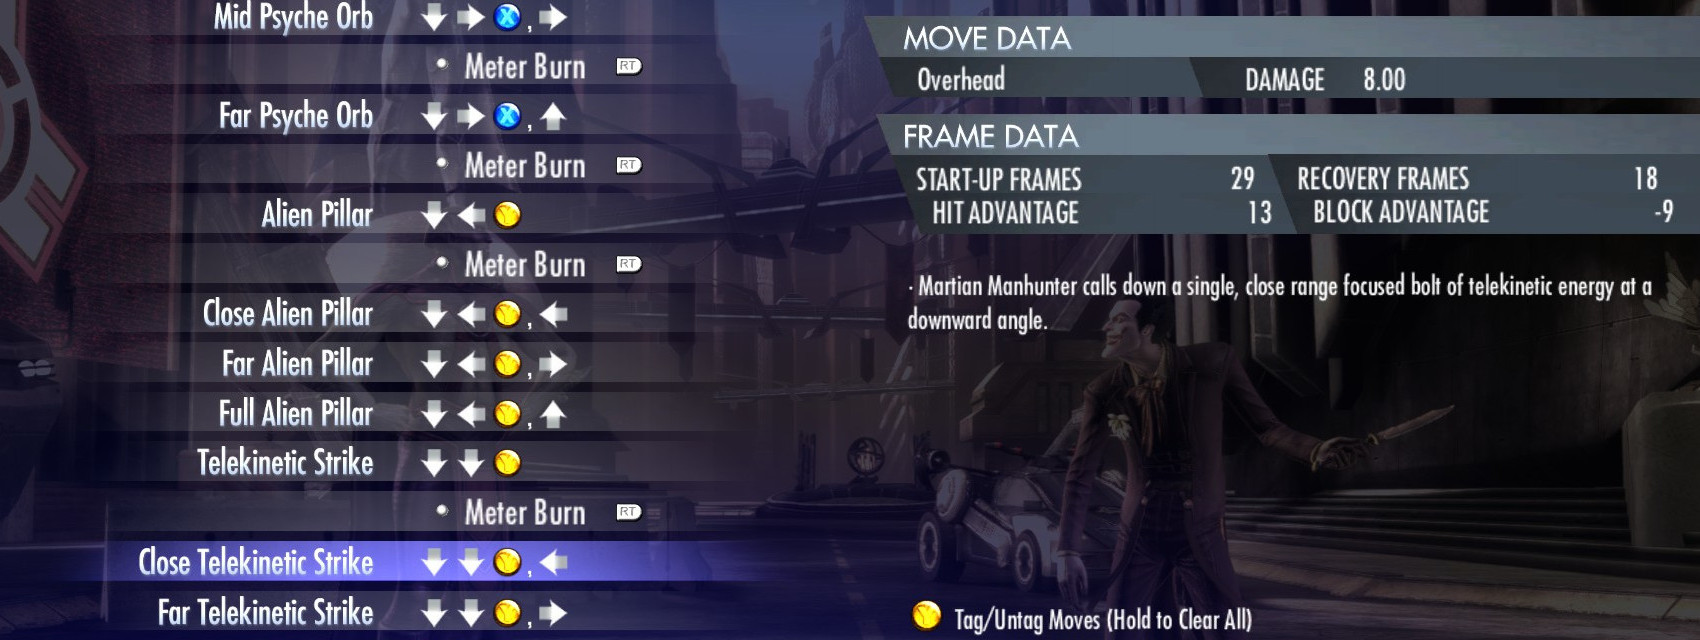 Mid Psyche Orb X ,
Meter Burn RT
Far Psyche Orb X ,
Meter Burn RT
Alien Pillar Y
Meter Burn RT
Close Alien Pillar Y ,
Far Alien Pillar Y ,
Full Alien Pillar Y ,
Telekinetic Strike Y
Meter Burn RT
Close Telekinetic Strike Y ,
Far Telekinetic Strike Y ,
MOVE DATA
Overhead DAMAGE 8.00
FRAME DATA
START-UP FRAMES 29 RECOVERY FRAMES 18
HIT ADVANTAGE 13 BLOCK ADVANTAGE -9
· Martian Manhunter calls down a single, close range focused bolt of telekinetic energy at a
downward angle.
Y Tag/Untag Moves (Hold to Clear All)